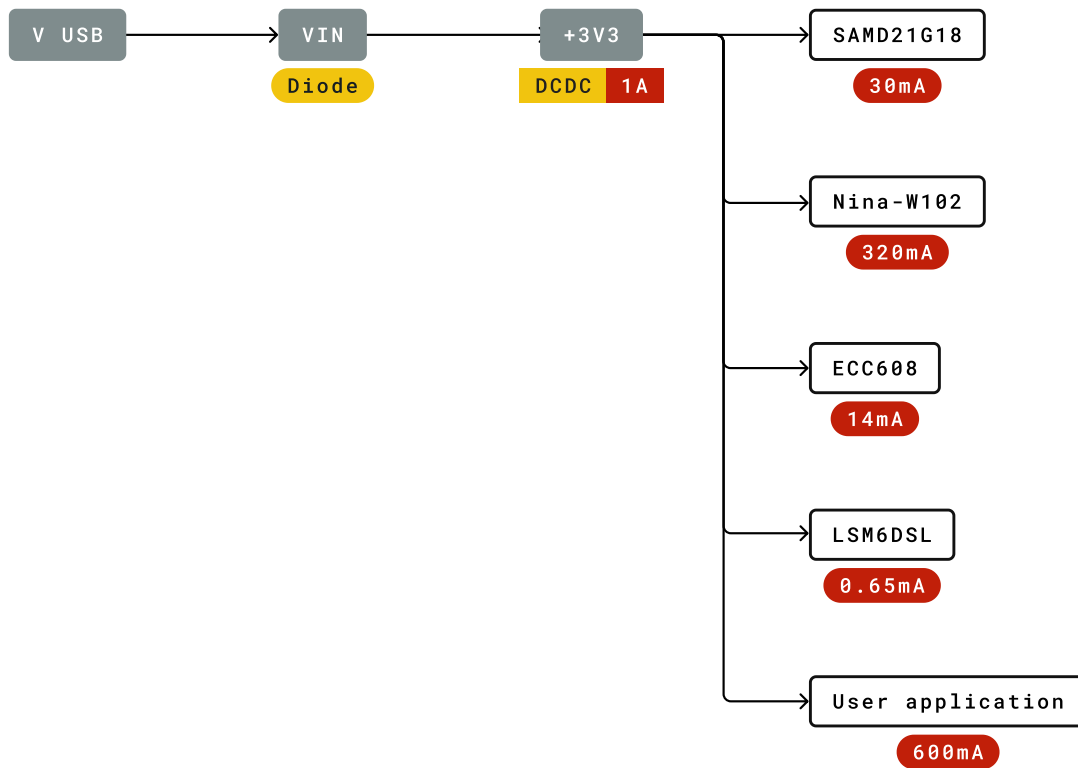 V USB
VIN
+3V3
SAMD21G18
Diode
DCDC
1A
30mA
Nina-W102
320mA
ECC608
14mA
LSM6DSL
0.65mA
User application
600mA